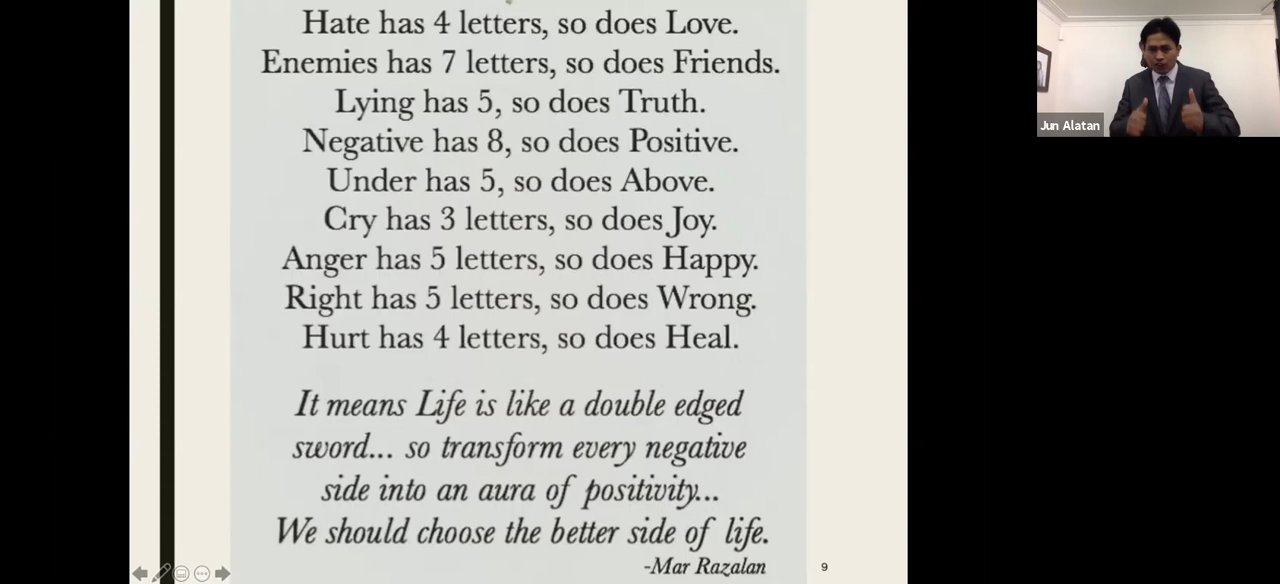 Hate has 4 letters, so does Love.
Enemies has 7 letters, so does Friends.
Lying has 5, so does Truth.
Negative has 8, so does Positive.
Under has 5, so does Above.
Cry has 3 letters, so does Joy.
Anger has 5 letters, so does Happy.
Right has 5 letters, so does Wrong.
Hurt has 4 letters, so does Heal.
It means Life is like a double edged
sword... so transform every negative
side into an aura of positivity...
We should choose the better side of life.
-Mar Razalan
9
Jun Alatan